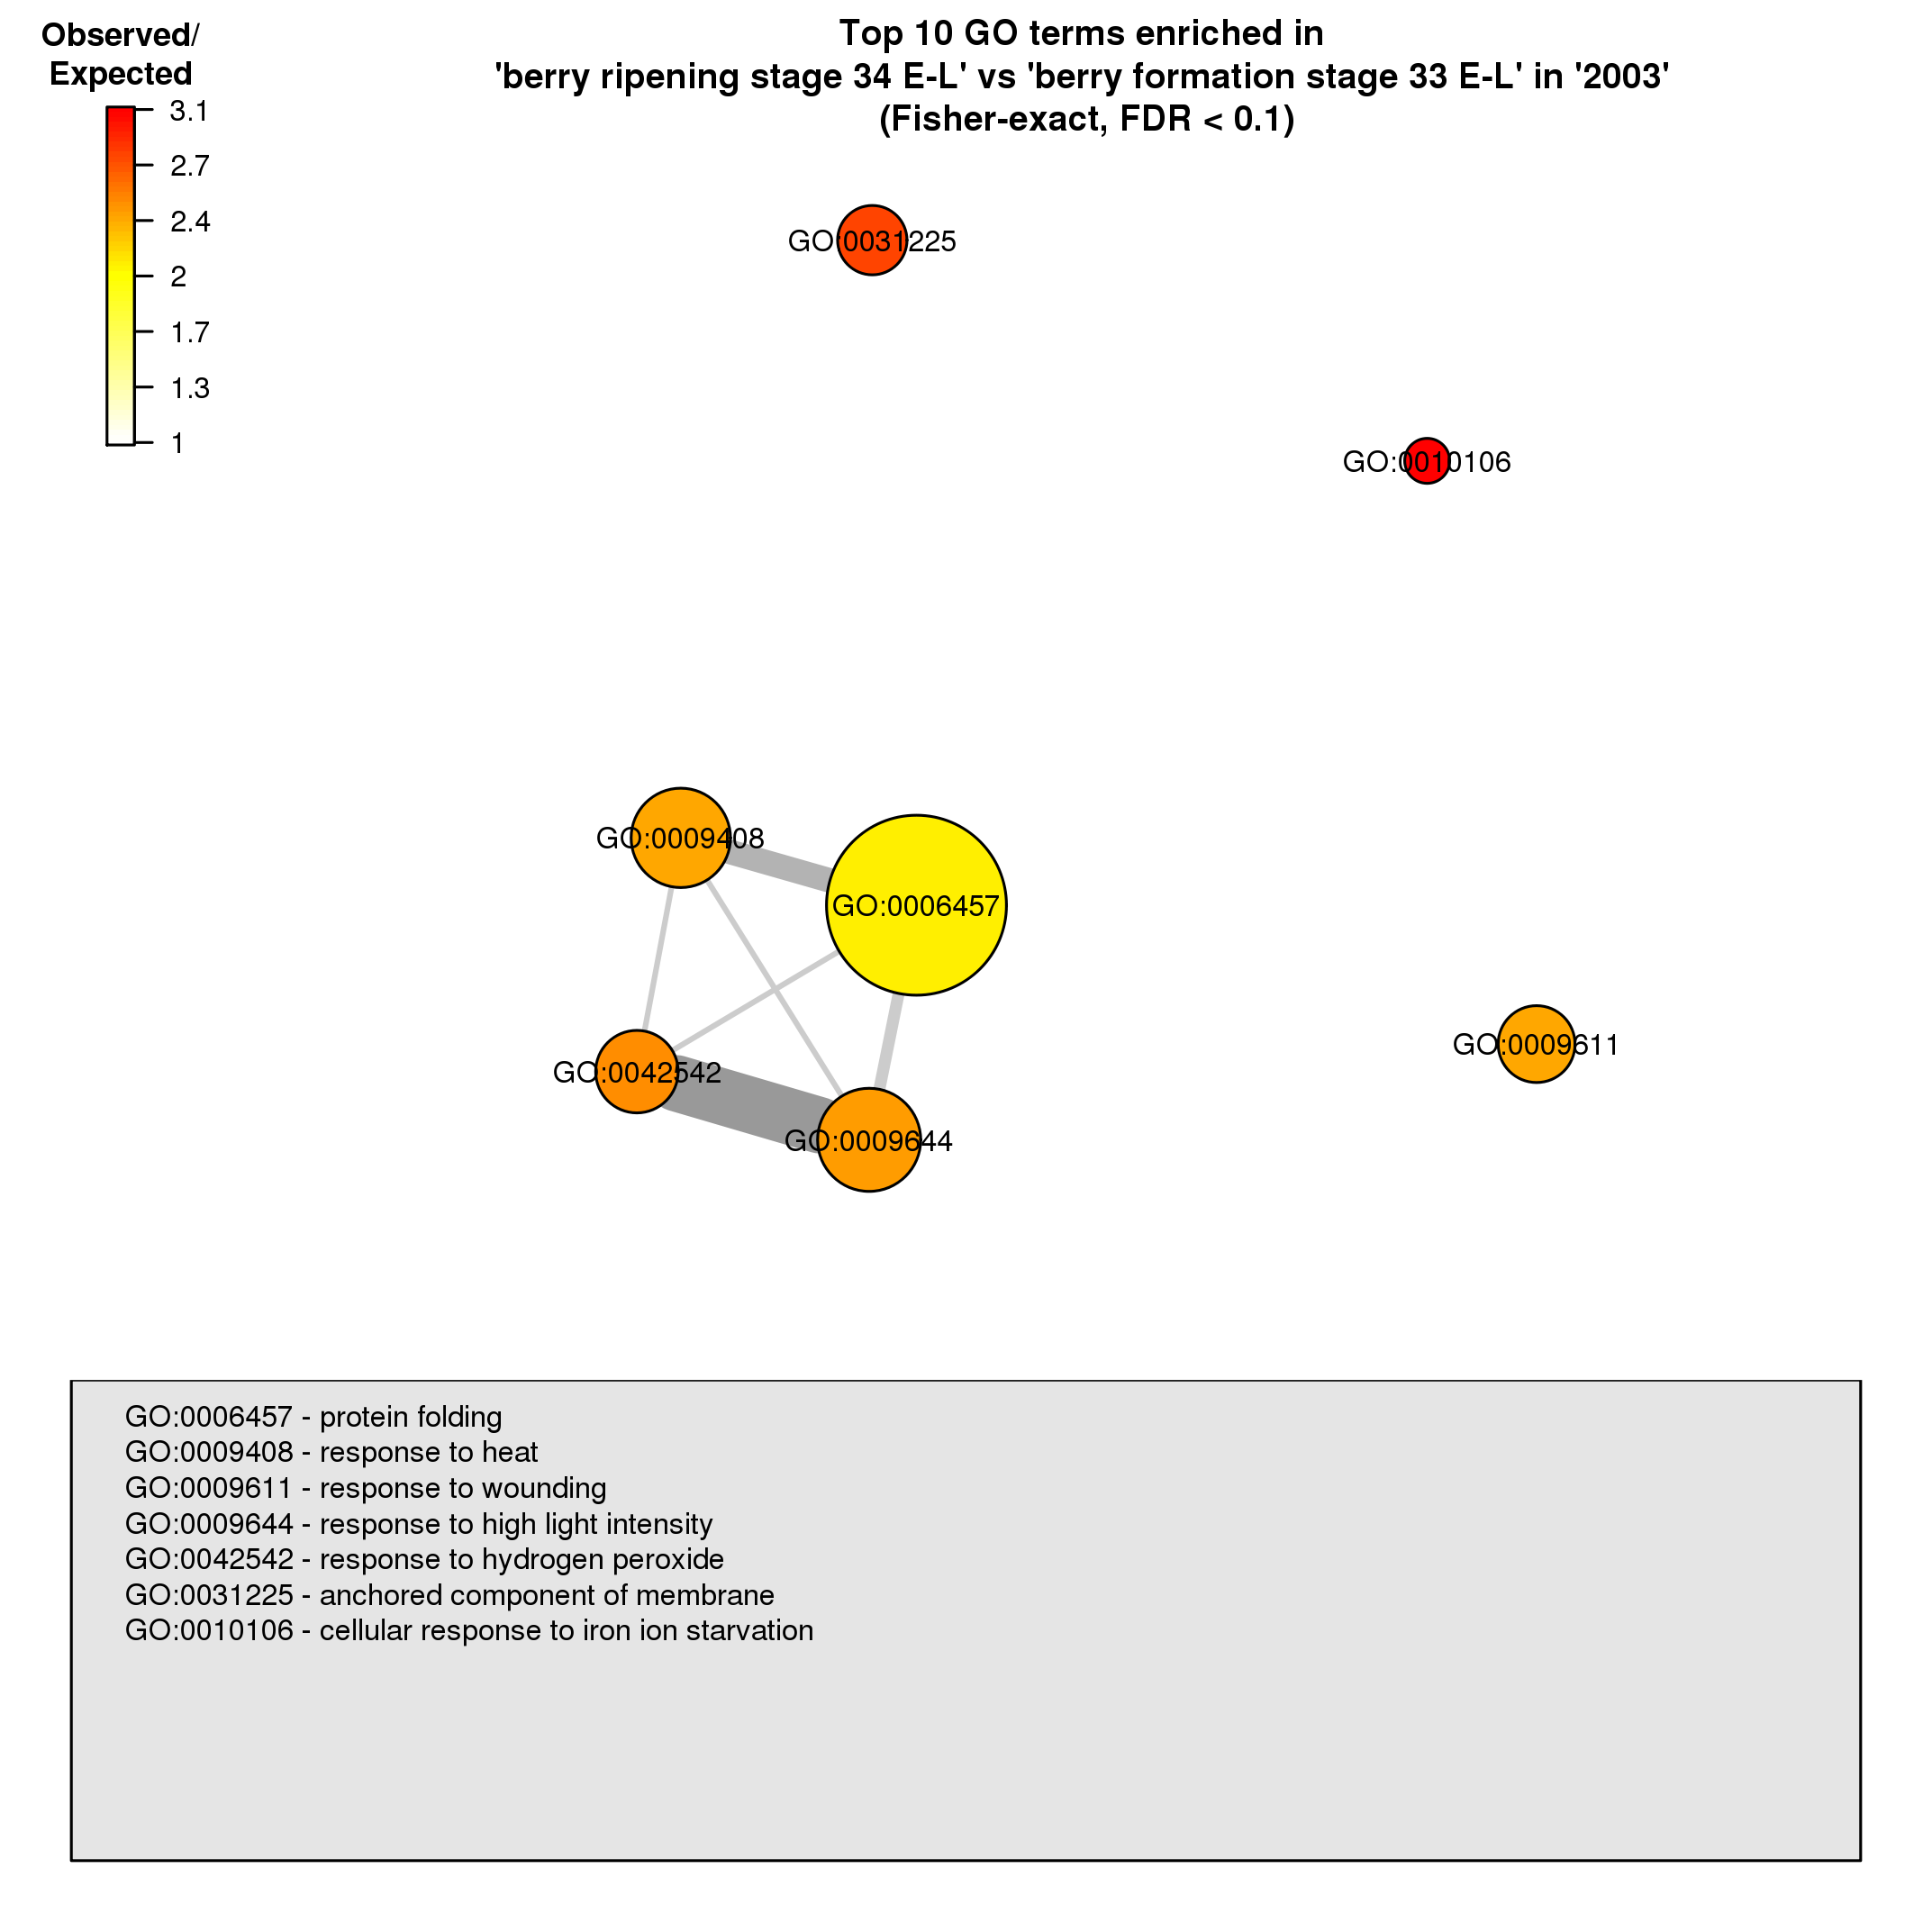 Observed/
Expected
3.1
2.7
2.4
2
1.7
1.3
1
Top 10 GO terms enriched in
'berry ripening stage 34 E-L' vs 'berry formation stage 33 E-L' in '2003'
(Fisher-exact, FDR < 0.1)
GO:0031225
GO:0010106
GO:0009408
GO:0006457
GO:0009611
GO:0042542
GO:0009644
GO:0006457 - protein folding
GO:0009408 - response to heat
GO:0009611 - response to wounding
GO:0009644 - response to high light intensity
GO:0042542 - response to hydrogen peroxide
GO:0031225 - anchored component of membrane
GO:0010106 - cellular response to iron ion starvation